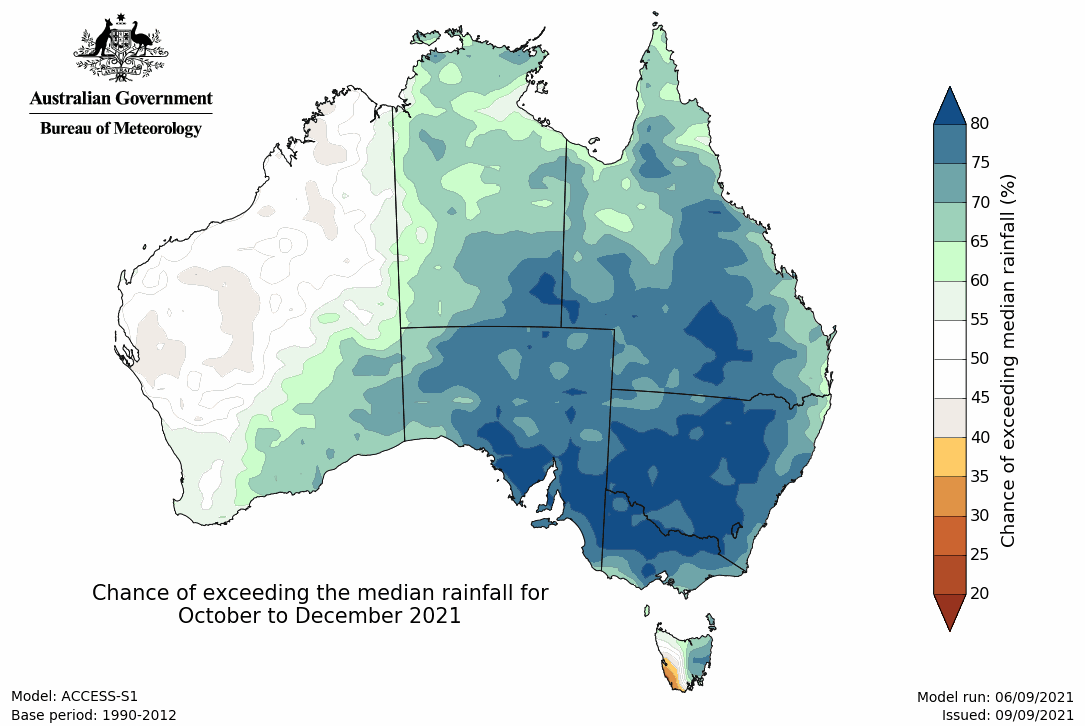 Australian Government
Bureau of Meteorology
80
75
70
65
60
55
50
45
40
35
30
25
20
Chance of exceeding median rainfall (%)
Chance of exceeding the median rainfall for
October to December 2021
Model: ACCESS-S1
Base period: 1990-2012
Model run: 06/09/2021
Issued: 09/09/2021